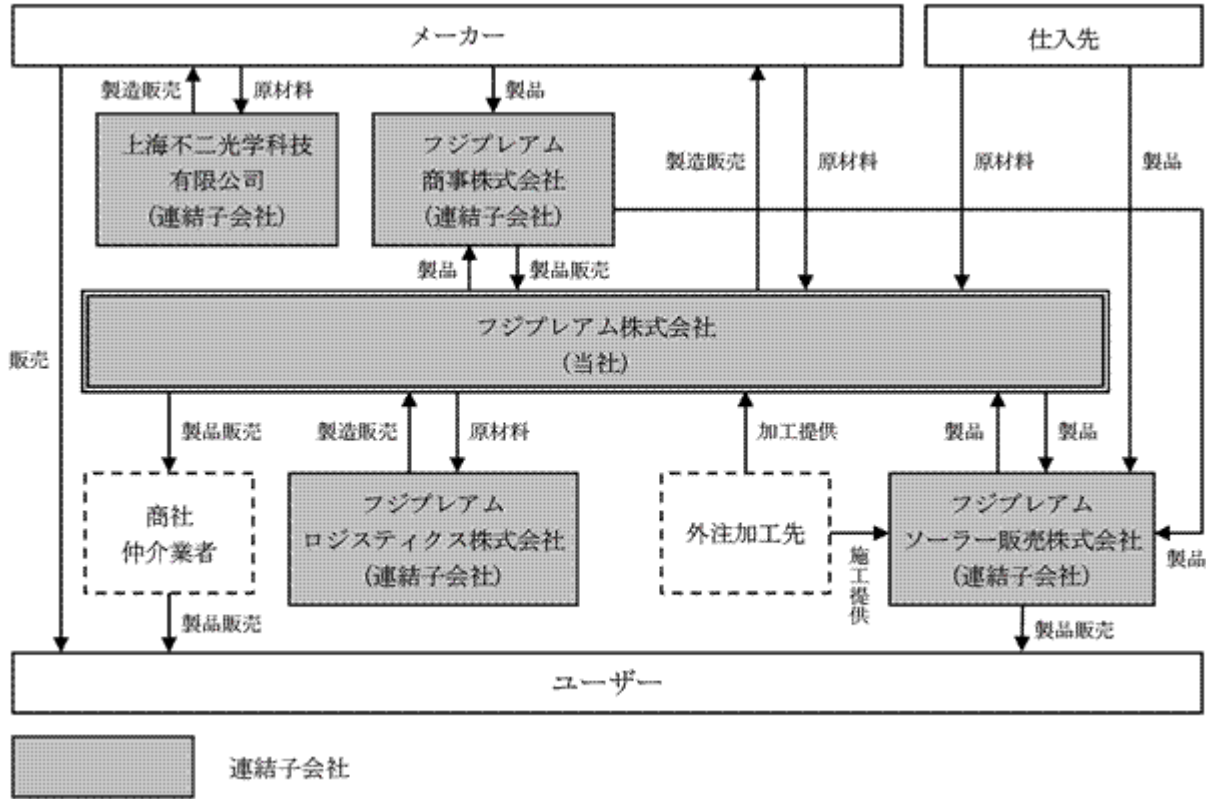 メーカー
仕入先
製造販売
原材料
製品
上海不二光学科技
有限公司
(連結子会社)
フジプレアム
商事株式会社
(連結子会社)
製造販売
原材料
原材料
製品
製品
製品販売
フジプレアム株式会社
(当社)
販売
製品販売
製造販売
原材料
加工提供
製品
製品
商社
仲介業者
フジプレアム
ロジスティクス株式会社
(連結子会社)
外注加工先
施工提供
フジプレアム
ソーラー販売株式会社
(連結子会社)
製品
製品販売
製品販売
ユーザー
連結子会社